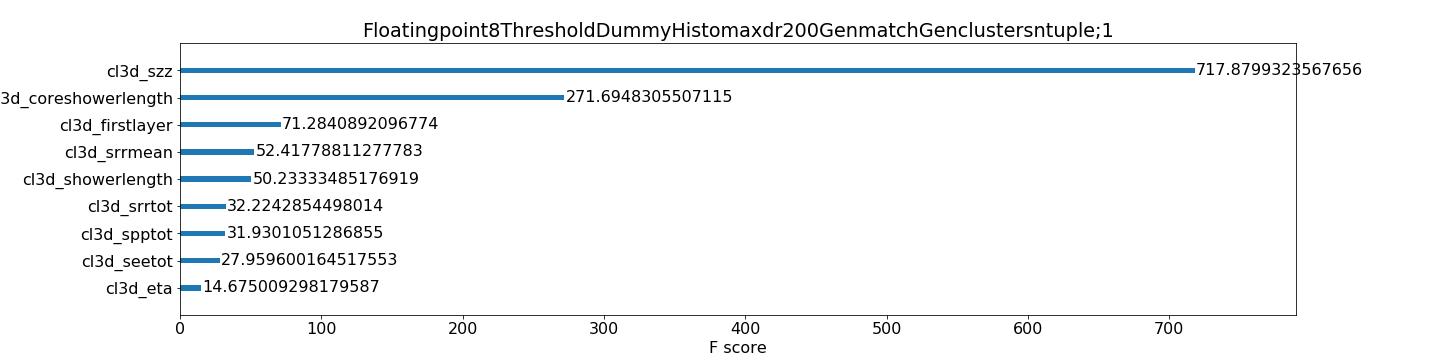 Floatingpoint8ThresholdDummyHistomaxdr200GenmatchGenclustersntuple;1
cl3d_szz 717.8799323567656
3d_coreshowerlength 271.6948305507115
cl3d_firstlayer 71.2840892096774
cl3d_srrmean 52.41778811277783
cl3d_showerlength 50.23333485176919
cl3d_srrtot 32.2242854498014
cl3d_spptot 31.9301051286855
cl3d_seetot 27.959600164517553
cl3d_eta 14.675009298179587
0 100 200 300 400 500 600 700
F score